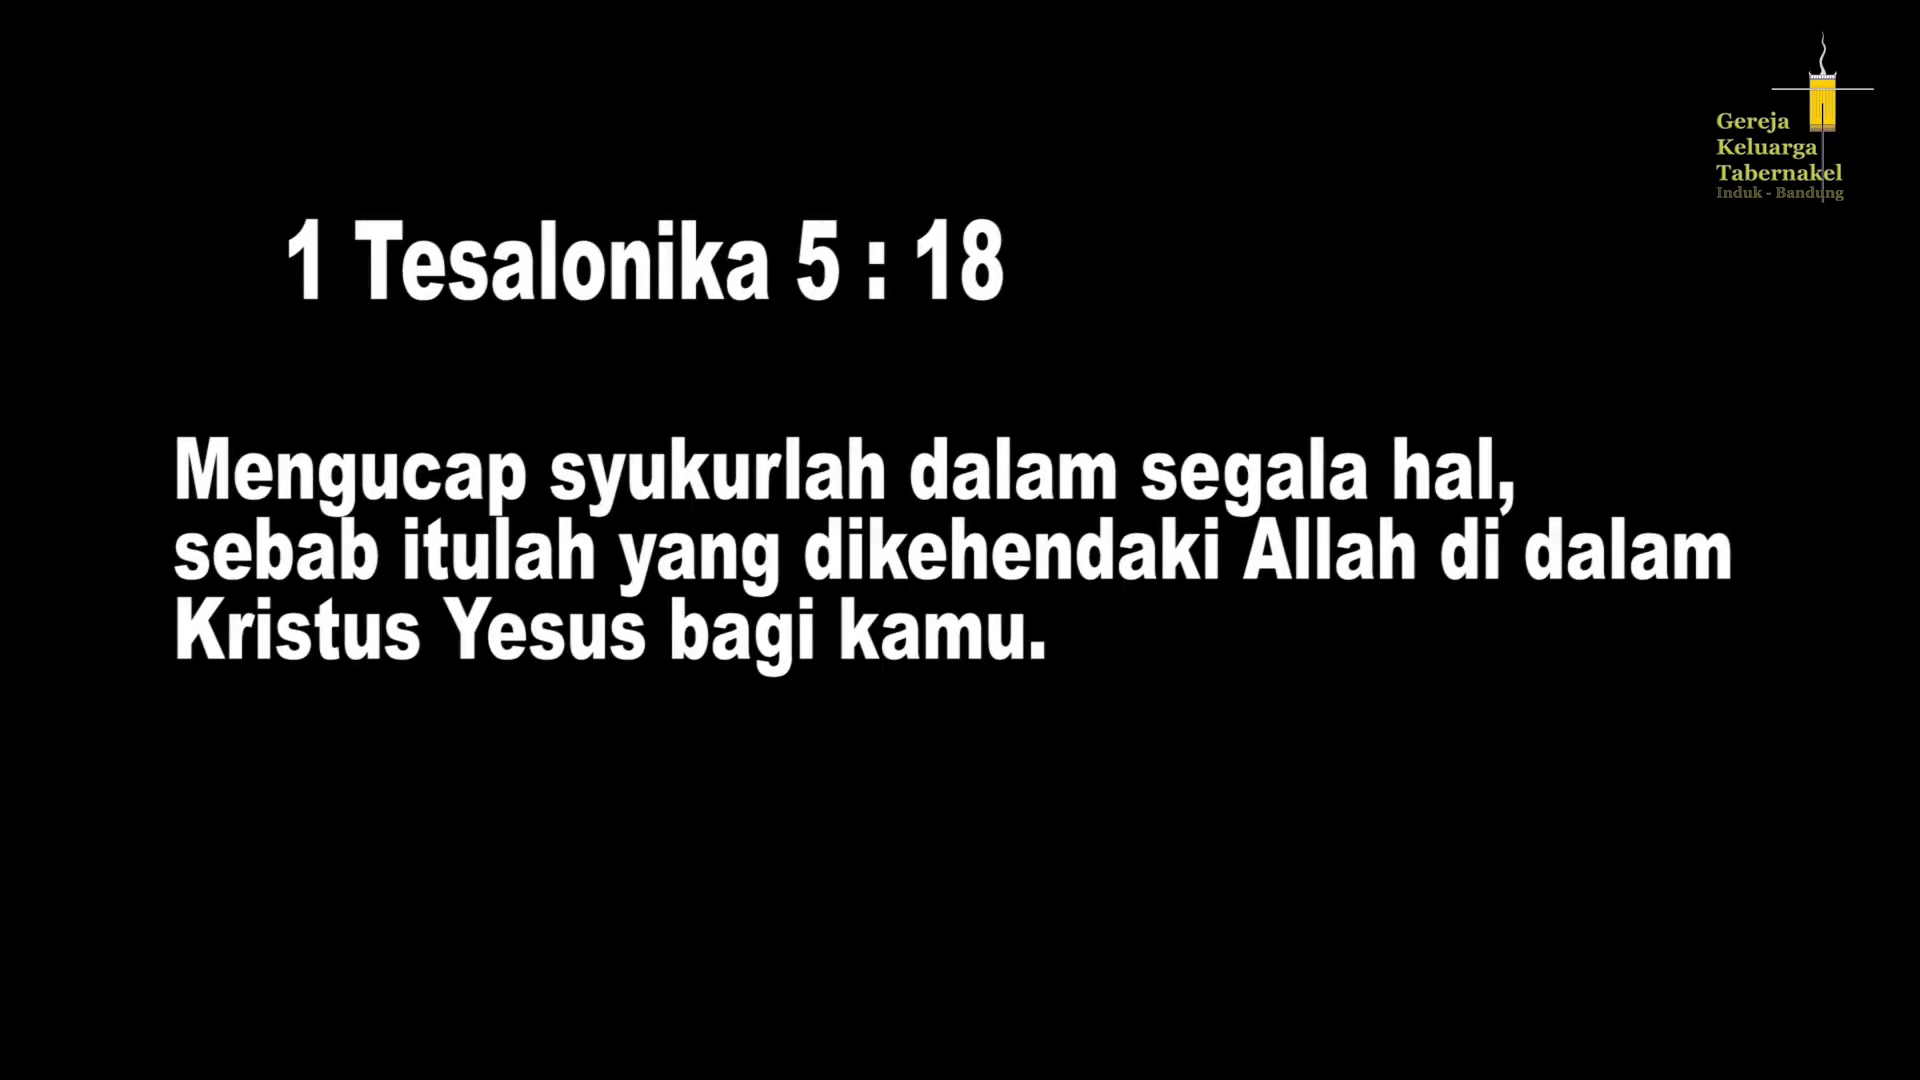 Gereja
Keluarga
Tabernakel
Induk - Bandung
1 Tesalonika 5 : 18
Mengucap syukurlah dalam segala hal,
sebab itulah yang dikehendaki Allah di dalam
Kristus Yesus bagi kamu.